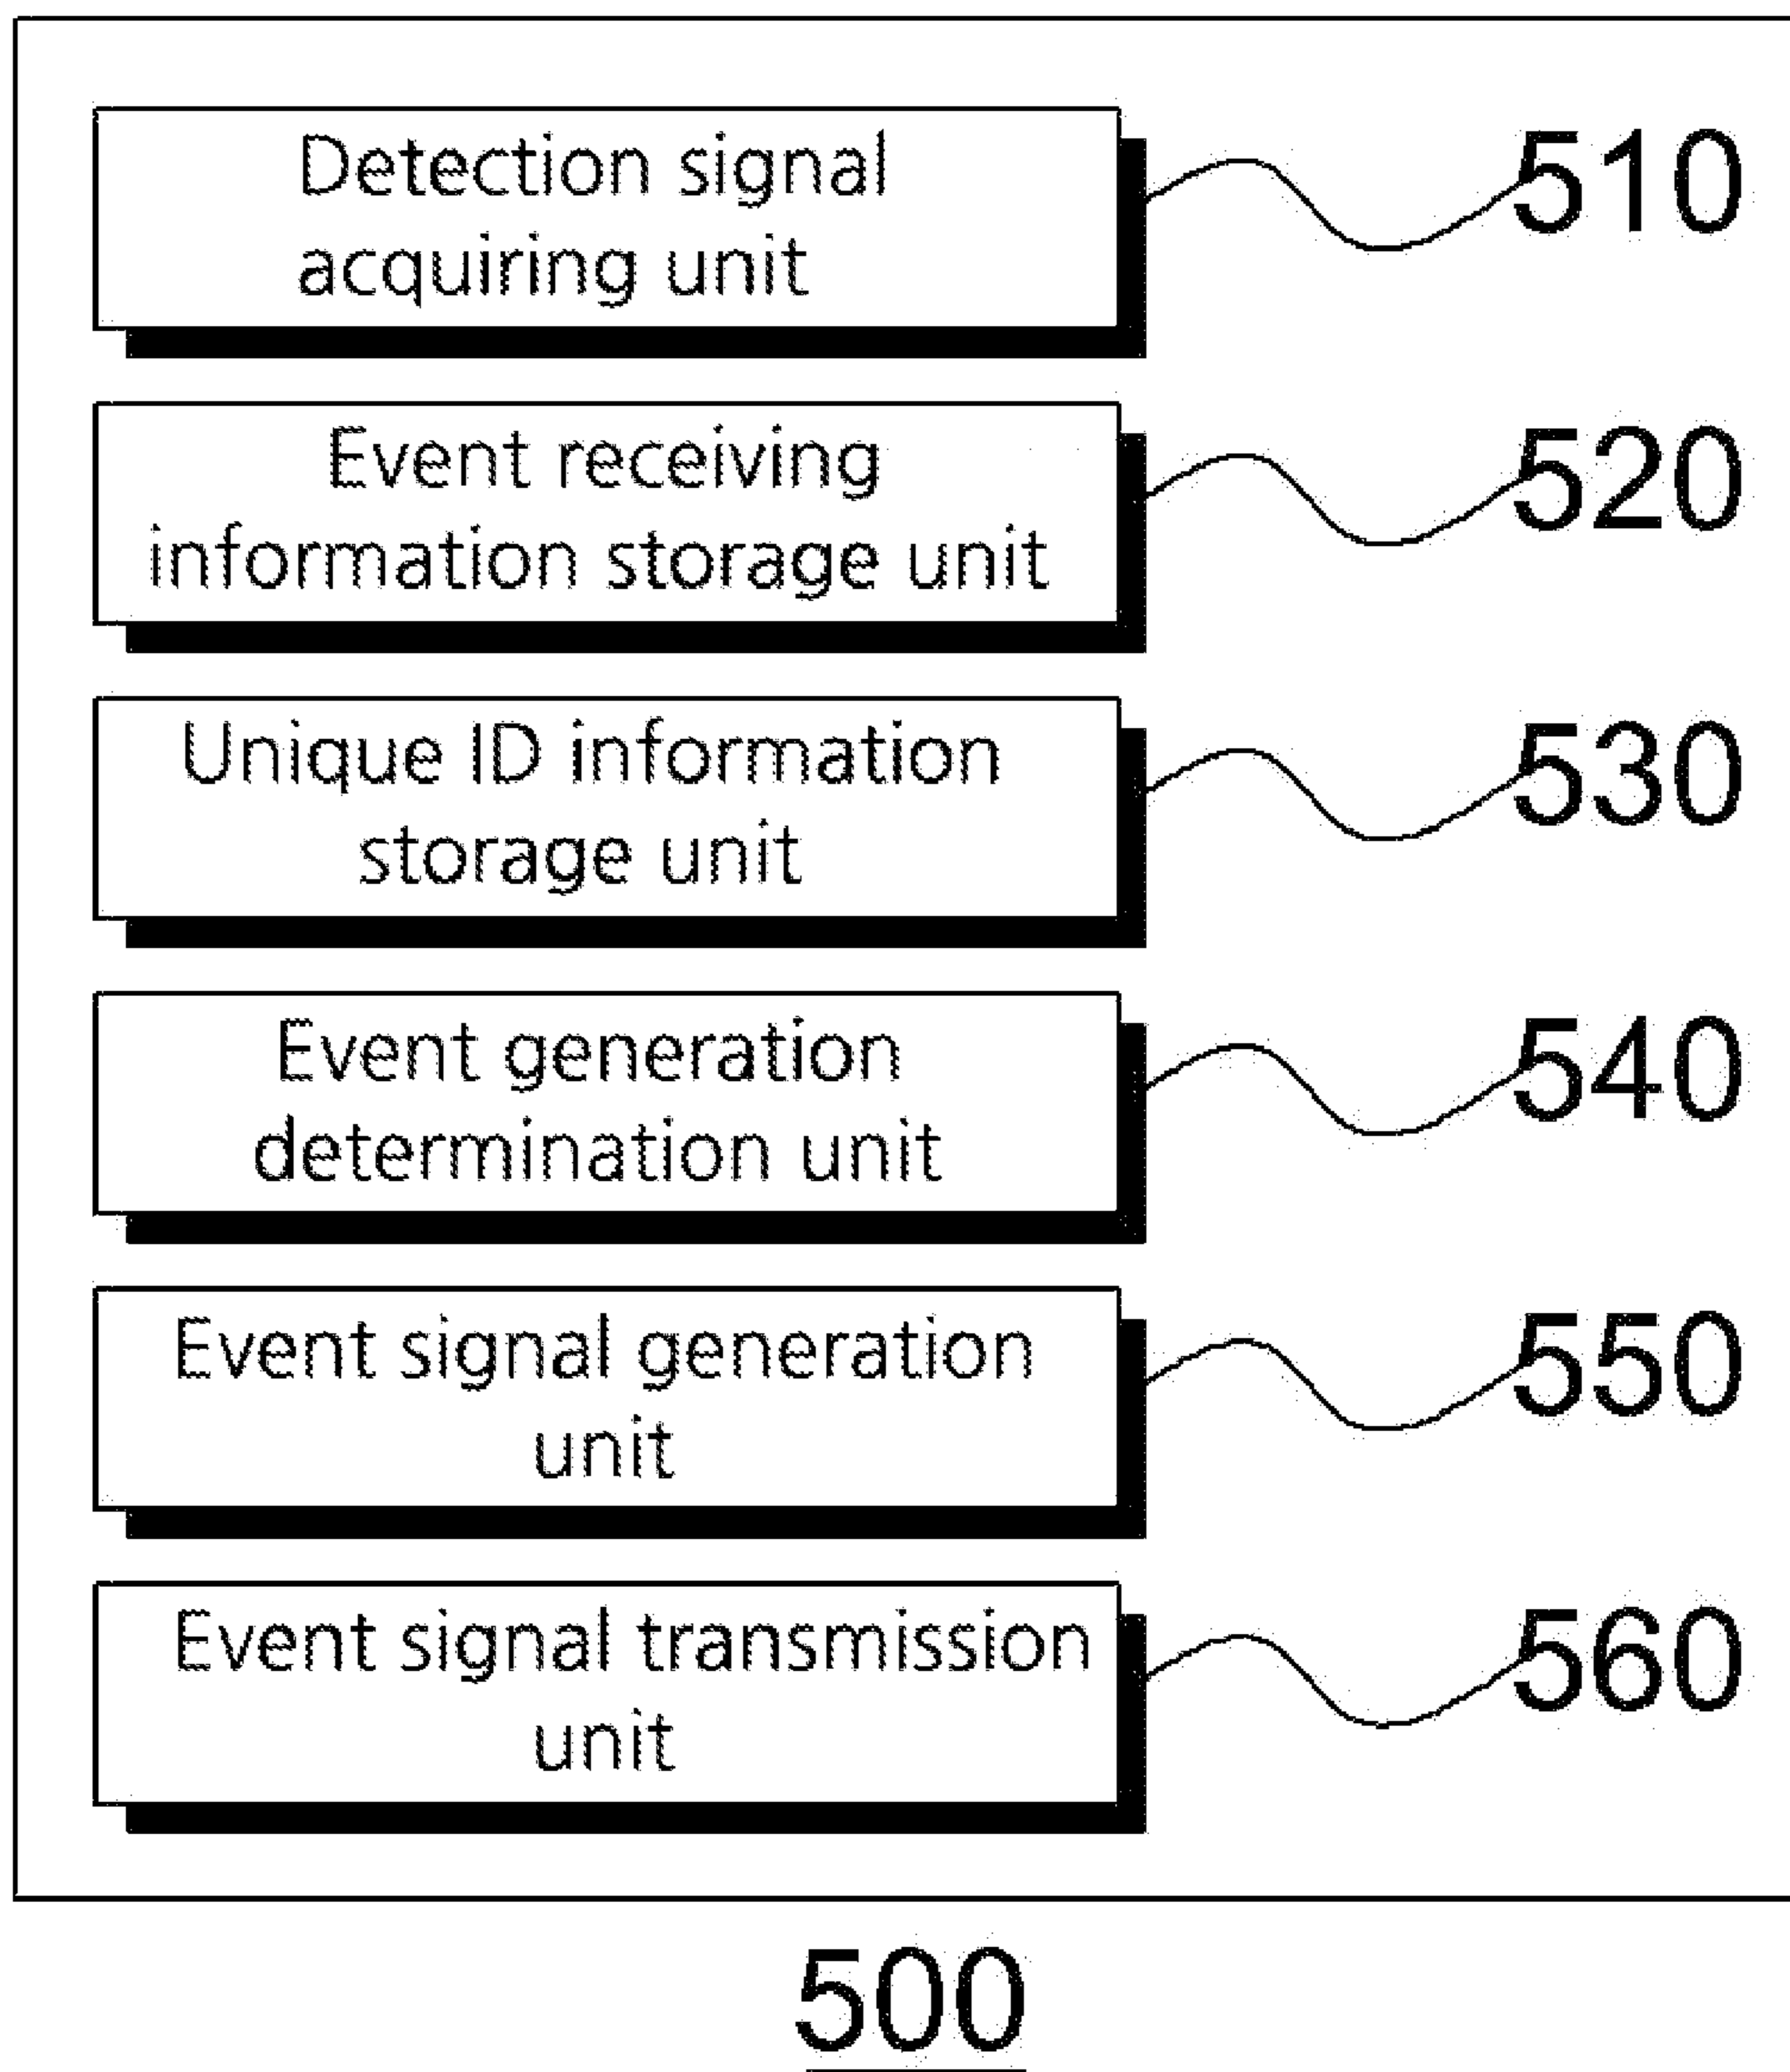 Detection signal
acquiring unit
510
Event receiving
information storage unit
520
Unique ID information
storage unit
530
Event generation
determination unit
540
Event signal generation
unit
550
Event signal transmission
unit
560
500